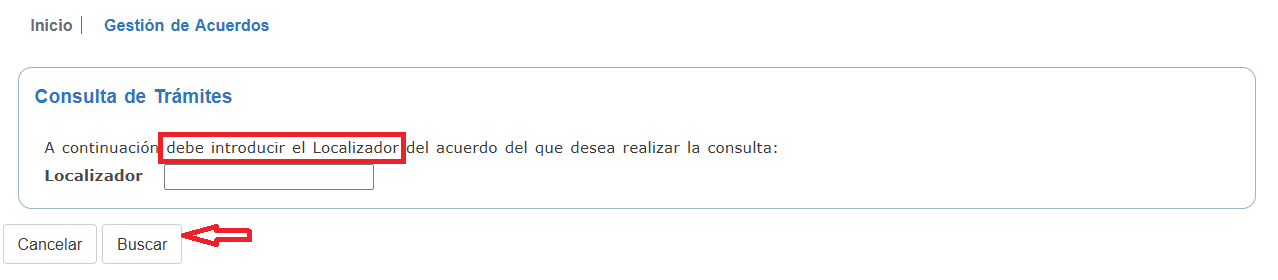 Inicio Gestión de Acuerdos
Consulta de Trámites
A continuación debe introducir el Localizador del acuerdo del que desea realizar la consulta:
Localizador
Cancelar Buscar